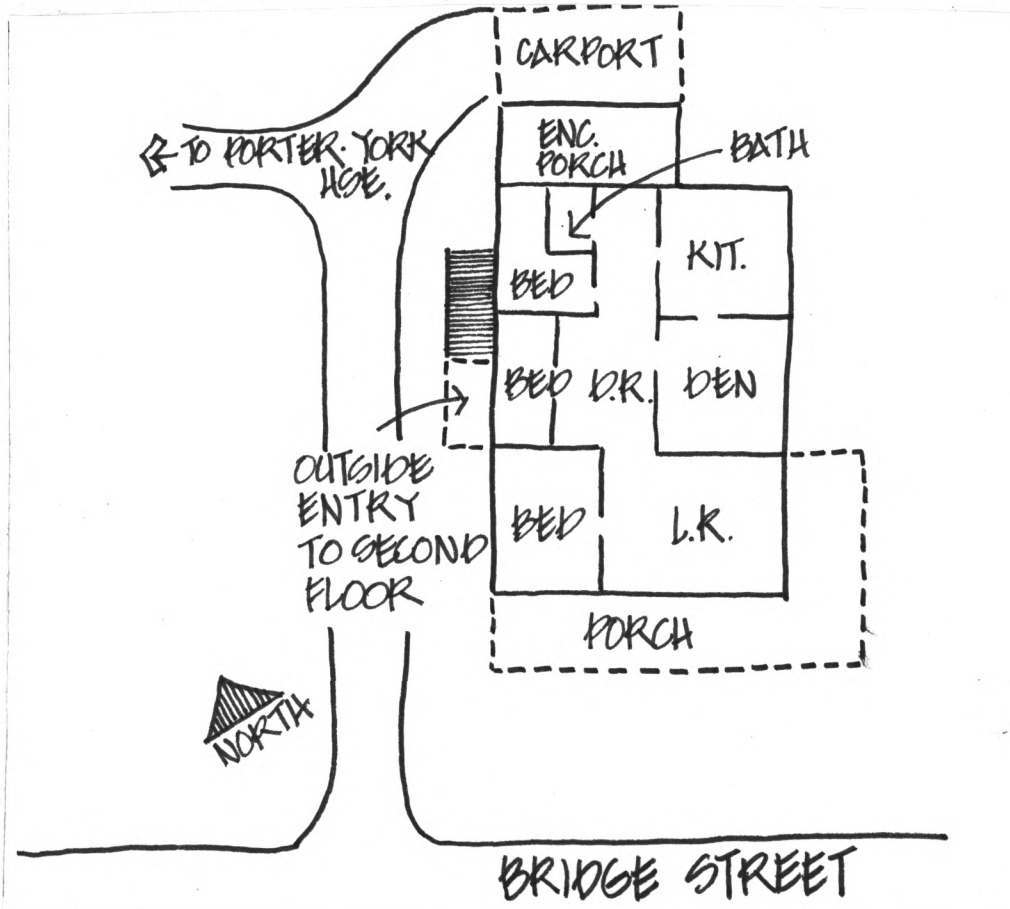 CARPORT
ENC.
PORCH
BATH
TO PORTER-YORK
HSE.
KIT.
BED
BED
D.R.
DEN
OUTSIDE
ENTRY
TO SECOND
FLOOR
BED
L.R.
PORCH
NORTH
BRIDGE STREET